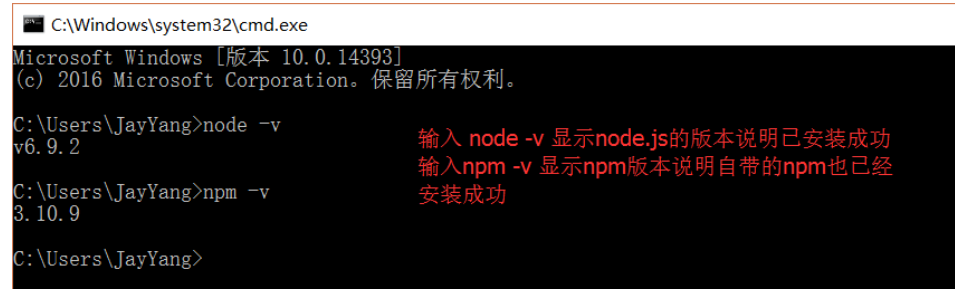 C:\Windows\system32\cmd.exe
Microsoft Windows [版本 10.0.14393]
(c) 2016 Microsoft Corporation。保留所有权利。
C:\Users\JayYang>node -v
v6.9.2
输入 node -v 显示node.js的版本说明已安装成功
输入npm -v 显示npm版本说明自带的npm也已经
安装成功
C:\Users\JayYang>npm -v
3.10.9
C:\Users\JayYang>